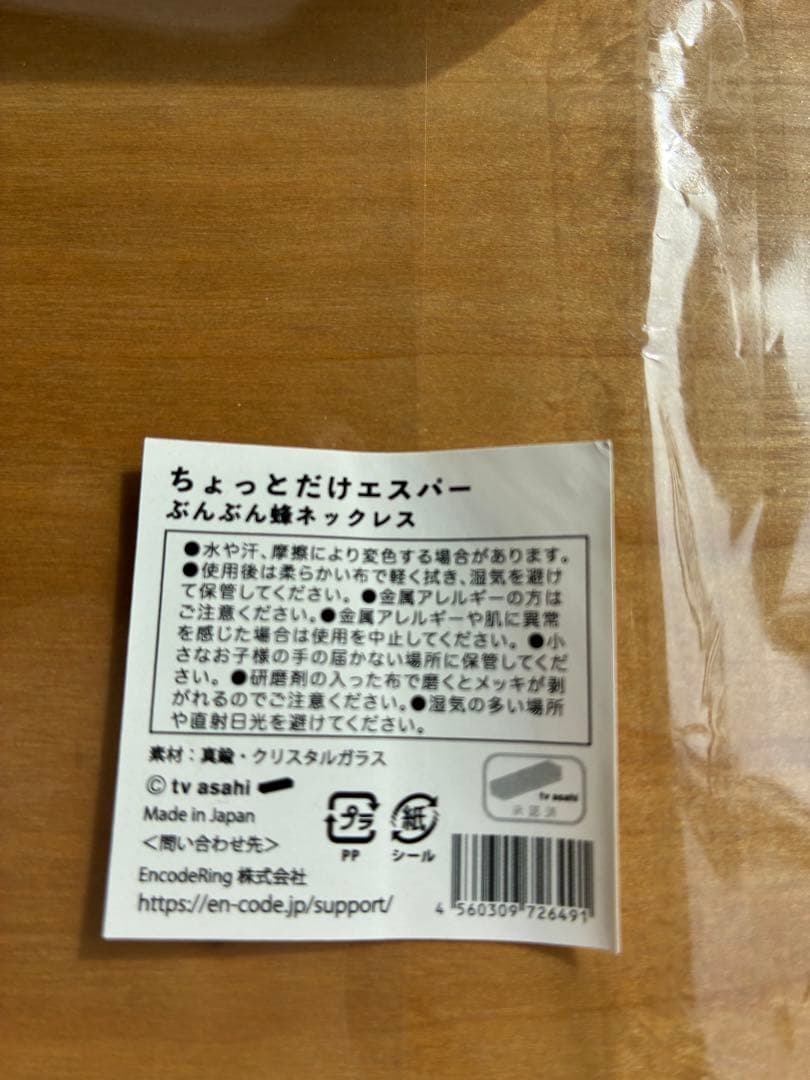 ちょっとだけエスパー
ぶんぶん蜂ネックレス
●水や汗、摩擦により変色する場合があります。
●使用後は柔らかい布で軽く拭き、湿気を避け
て保管してください。●金属アレルギーの方は
ご注意ください。●金属アレルギーや肌に異常
を感じた場合は使用を中止してください。●小
さなお子様の手の届かない場所に保管してくだ
さい。●研磨剤の入った布で磨くとメッキが剥
がれるのでご注意ください。●湿気の多い場所
や直射日光を避けてください。
素材：真鍮・クリスタルガラス
© tv asahi
tv asahi
承認済
Made in Japan
プラ
PP
紙
シール
＜問い合わせ先＞
EncodeRing 株式会社
https://en-code.jp/support/
4 560309 726491